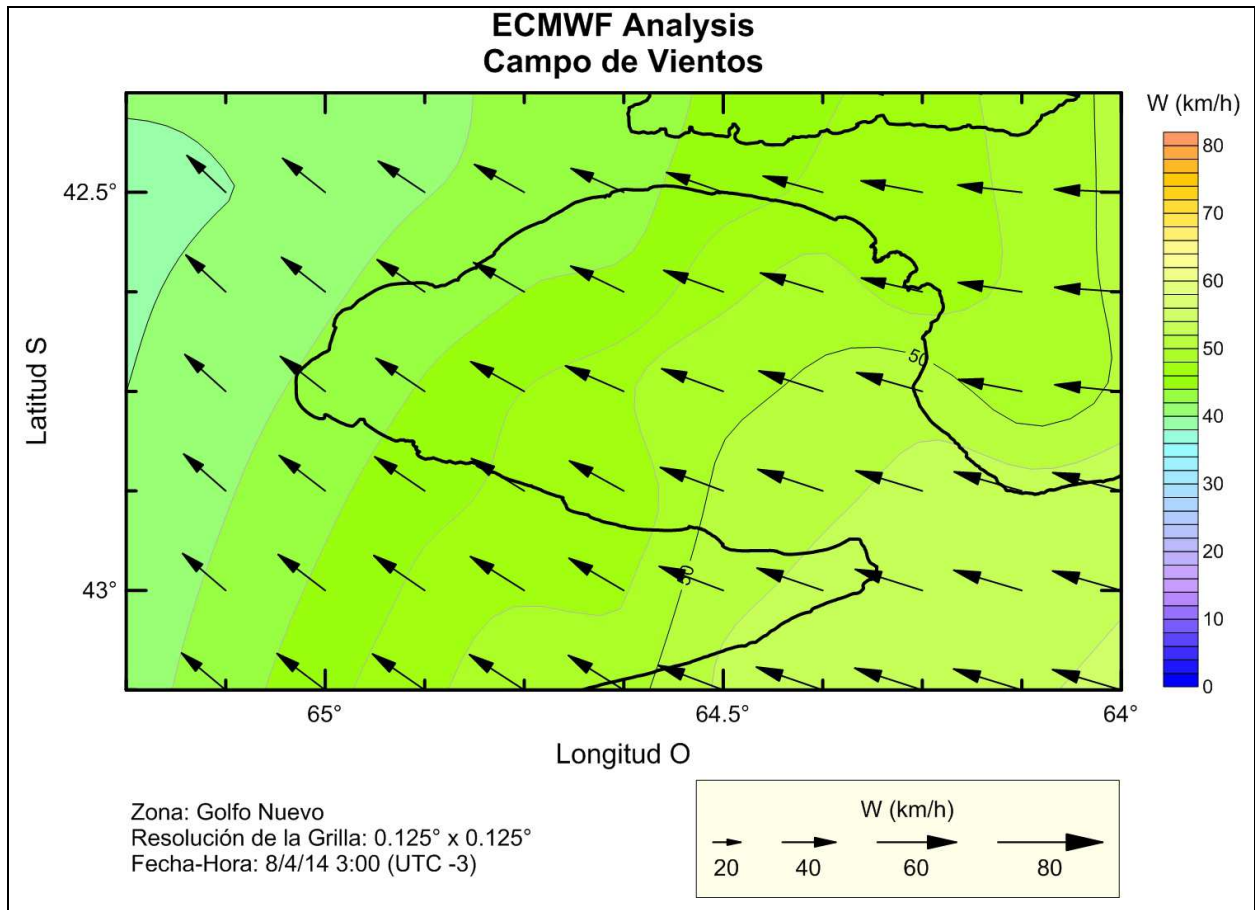 ECMWF Analysis
Campo de Vientos
W (km/h)
80
70
60
50
40
30
20
10
0
42.5°
43°
Latitud S
50
50
65°
64.5°
64°
Longitud O
Zona: Golfo Nuevo
Resolución de la Grilla: 0.125° x 0.125°
Fecha-Hora: 8/4/14 3:00 (UTC -3)
W (km/h)
20 40 60 80